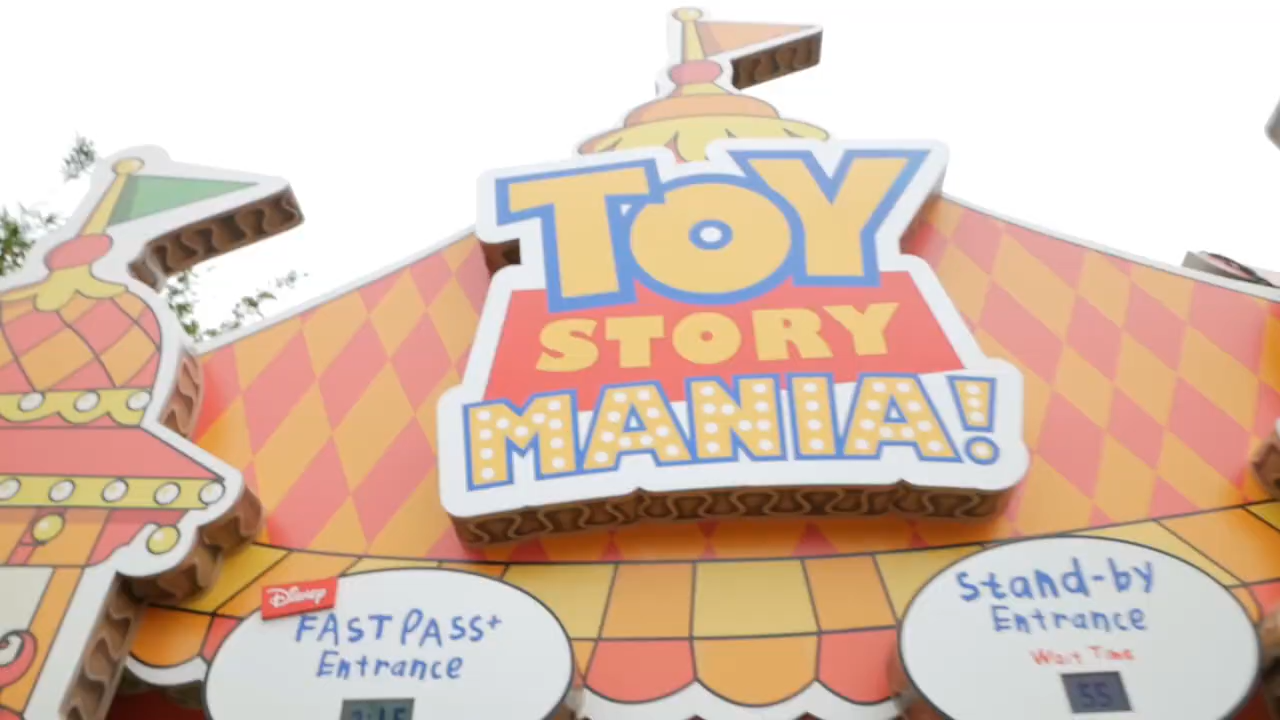 TOY
STORY
MANIA!
Disney
FASTPASS+
Entrance
Stand-by
Entrance
Wait Time
55